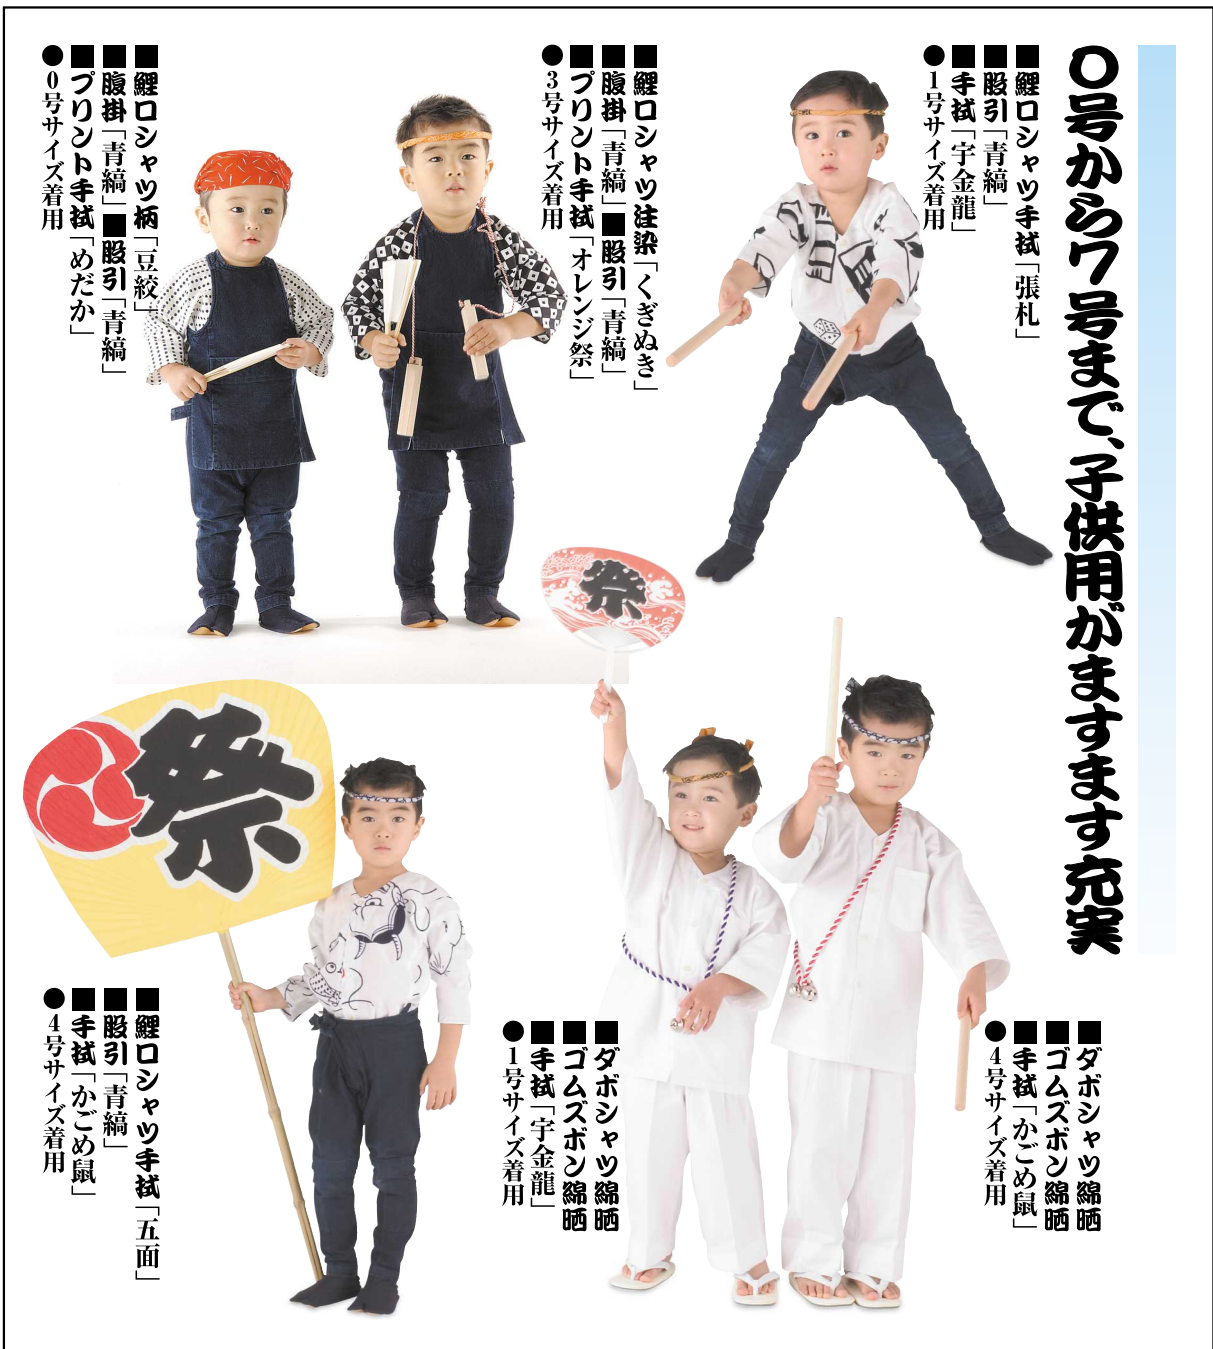 0号から7号まで、子供用がますます充実
■鯉口シャツ手拭「張札」
■股引「青縞」
■手拭「宇金龍」
●1号サイズ着用
■鯉口シャツ注染「くぎぬき」
■腹掛「青縞」■股引「青縞」
■プリント手拭「オレンジ祭」
●3号サイズ着用
■鯉口シャツ柄「豆絞」
■腹掛「青縞」■股引「青縞」
■プリント手拭「めだか」
●0号サイズ着用
祭
祭
■ダボシャツ綿晒
■ゴムズボン綿晒
■手拭「かごめ鼠」
●4号サイズ着用
■ダボシャツ綿晒
■ゴムズボン綿晒
■手拭「宇金龍」
●1号サイズ着用
■鯉口シャツ手拭「五面」
■股引「青縞」
■手拭「かごめ鼠」
●4号サイズ着用